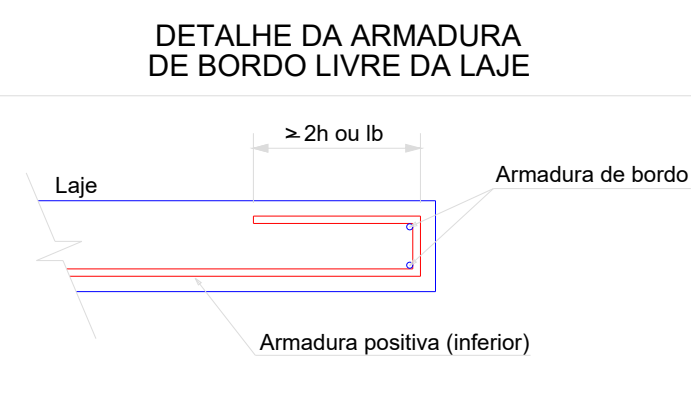 DETALHE DA ARMADURA
DE BORDO LIVRE DA LAJE
≥ 2h ou lb
Armadura de bordo
Laje
Armadura positiva (inferior)